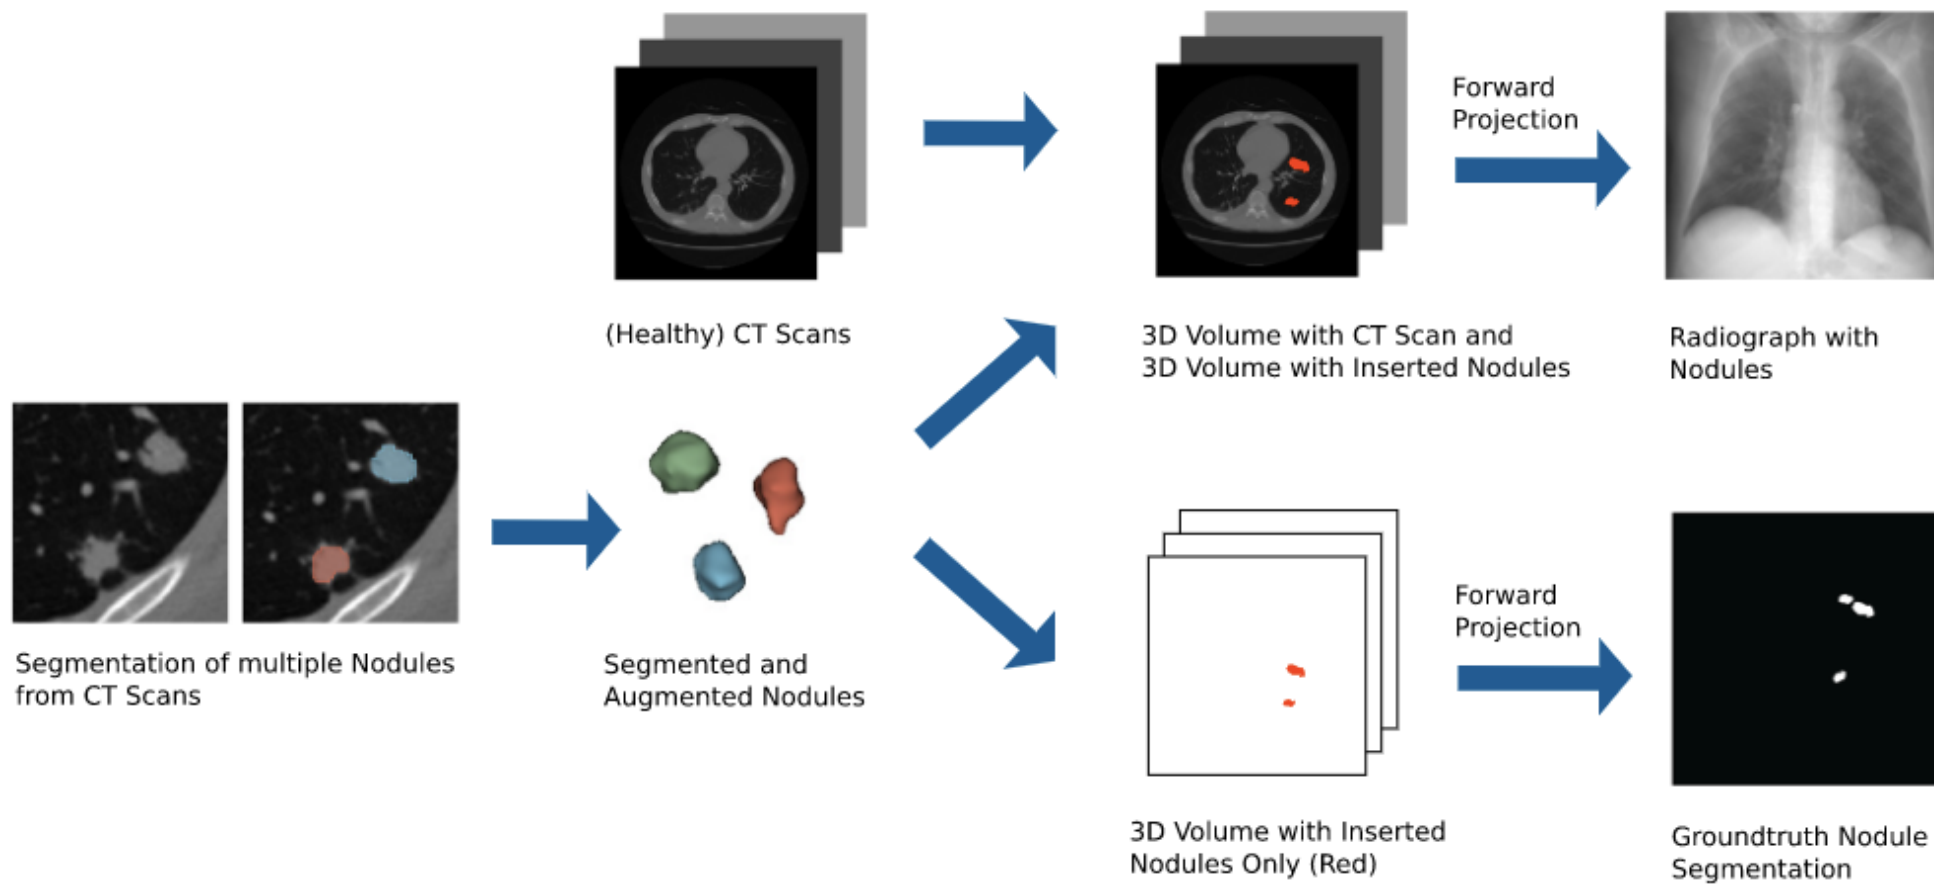 Forward
Projection
(Healthy) CT Scans
3D Volume with CT Scan and
3D Volume with Inserted Nodules
Radiograph with
Nodules
Segmentation of multiple Nodules
from CT Scans
Segmented and
Augmented Nodules
Forward
Projection
3D Volume with Inserted
Nodules Only (Red)
Groundtruth Nodule
Segmentation